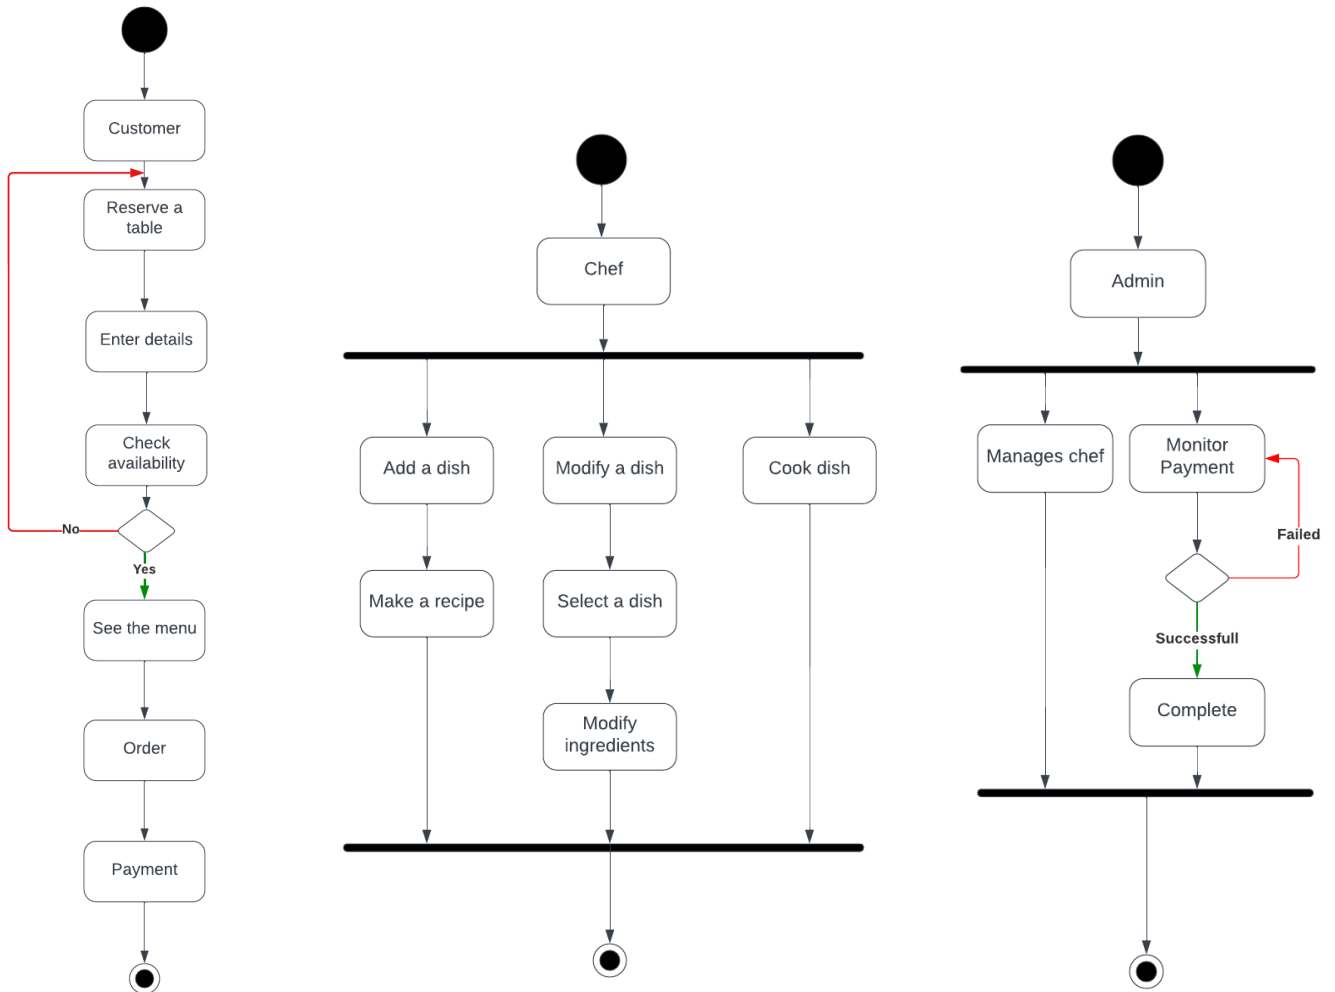 Customer
Reserve a
table
Enter details
Check
availability
No
Yes
See the menu
Order
Payment
Chef
Add a dish
Modify a dish
Cook dish
Make a recipe
Select a dish
Modify
ingredients
Admin
Manages chef
Monitor
Payment
Failed
Successfull
Complete